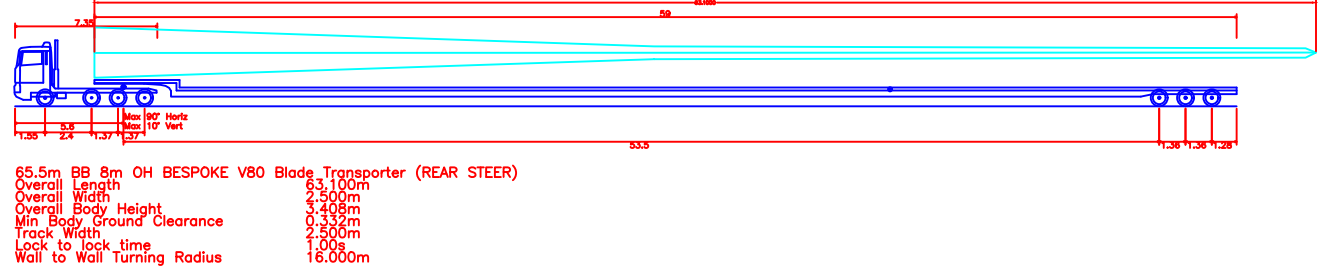 63.1000
59
7.35
Max 90° Horiz
Max 10° Vert
5.6
1.55 2.4 1.37 1.37
53.5
1.36 1.36 1.28
65.5m BB 8m OH BESPOKE V80 Blade Transporter (REAR STEER)
Overall Length 63.100m
Overall Width 2.500m
Overall Body Height 3.408m
Min Body Ground Clearance 0.332m
Track Width 2.500m
Lock to lock time 1.00s
Wall to Wall Turning Radius 16.000m